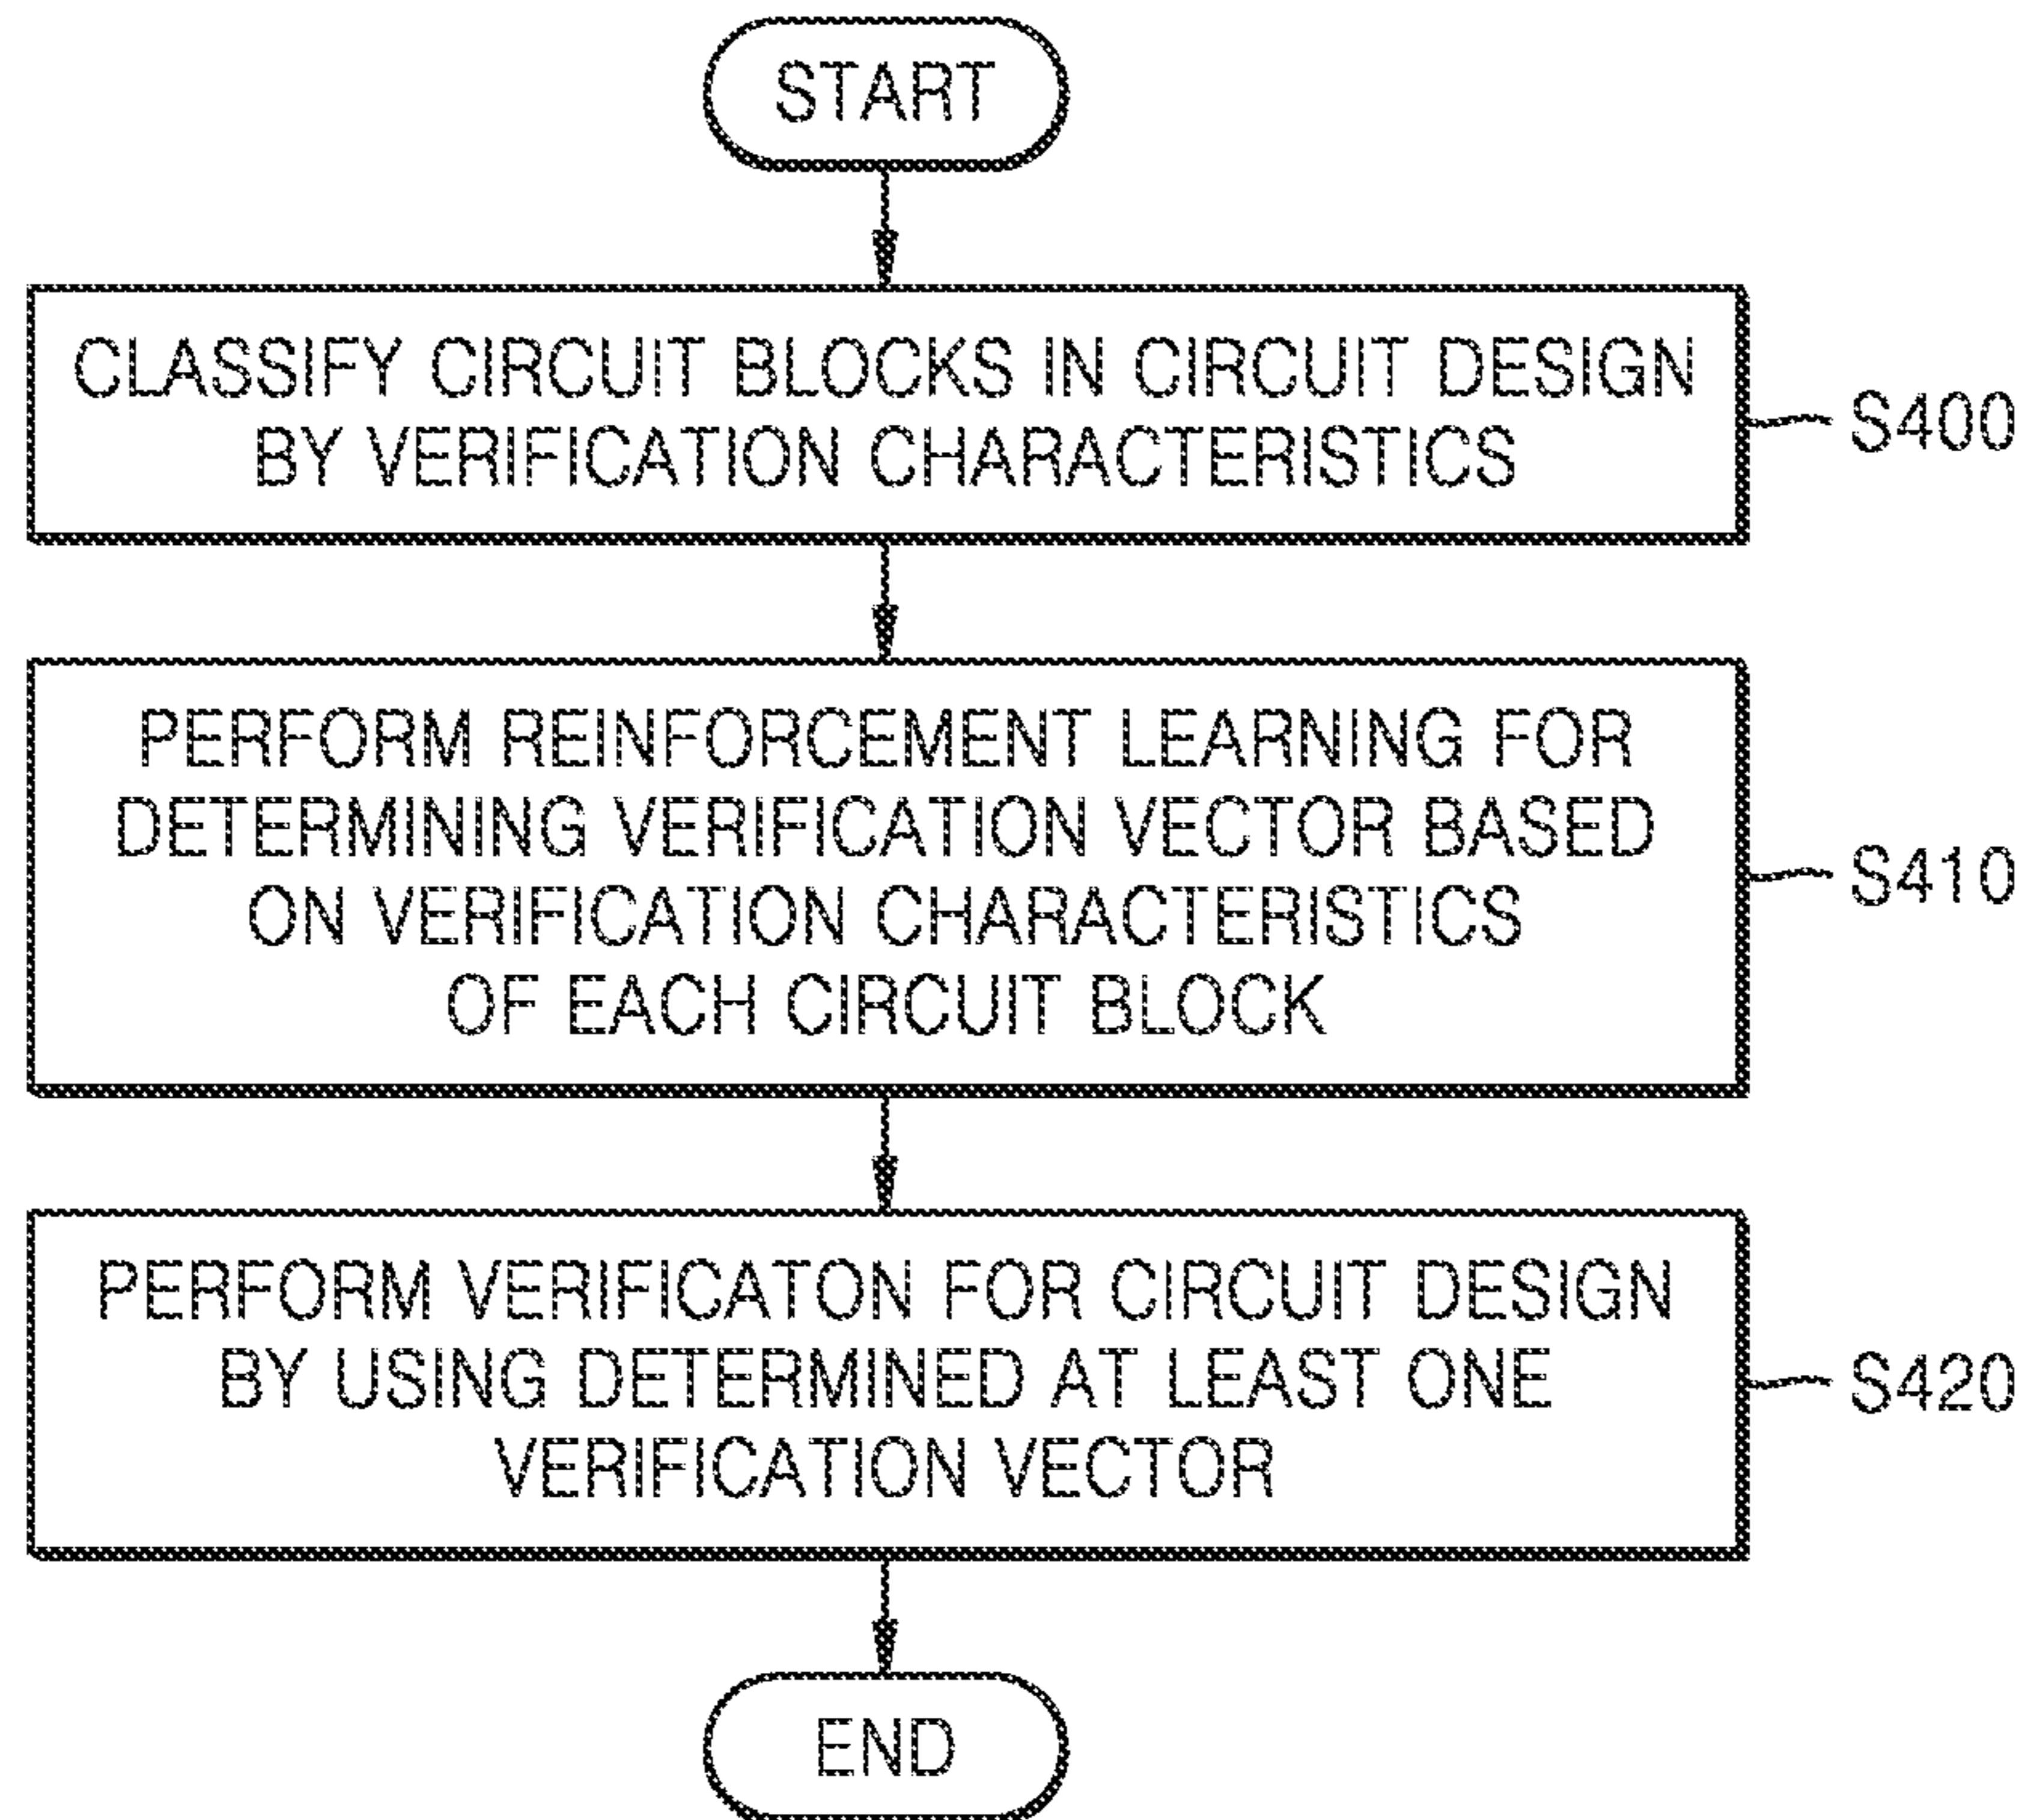 START
CLASSIFY CIRCUIT BLOCKS IN CIRCUIT DESIGN
BY VERIFICATION CHARACTERISTICS
S400
PERFORM REINFORCEMENT LEARNING FOR
DETERMINING VERIFICATION VECTOR BASED
ON VERIFICATION CHARACTERISTICS
OF EACH CIRCUIT BLOCK
S410
PERFORM VERIFICATON FOR CIRCUIT DESIGN
BY USING DETERMINED AT LEAST ONE
VERIFICATION VECTOR
S420
END